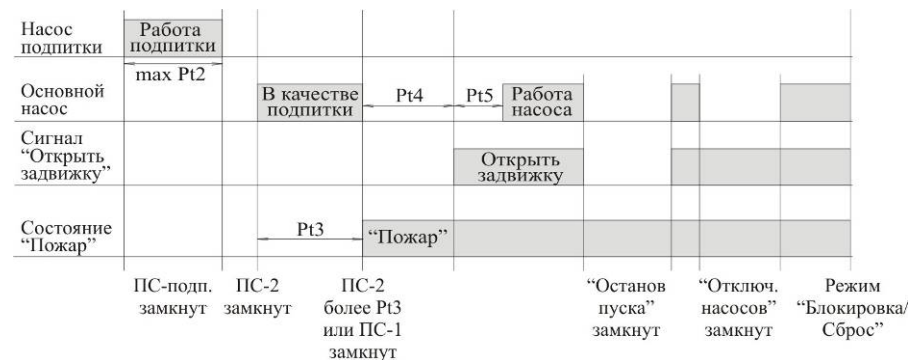 Насос
подпитки
Работа
подпитки
max Pt2
Основной
насос
В качестве
подпитки
Pt4
Pt5
Работа
насоса
Сигнал
“Открыть
задвижку”
Открыть
задвижку
Состояние
“Пожар”
Pt3
“Пожар”
ПС-подп.
замкнут
ПС-2
замкнут
ПС-2
более Pt3
или ПС-1
замкнут
“Останов
пуска”
замкнут
“Отключ.
насосов”
замкнут
Режим
“Блокировка/
Сброс”